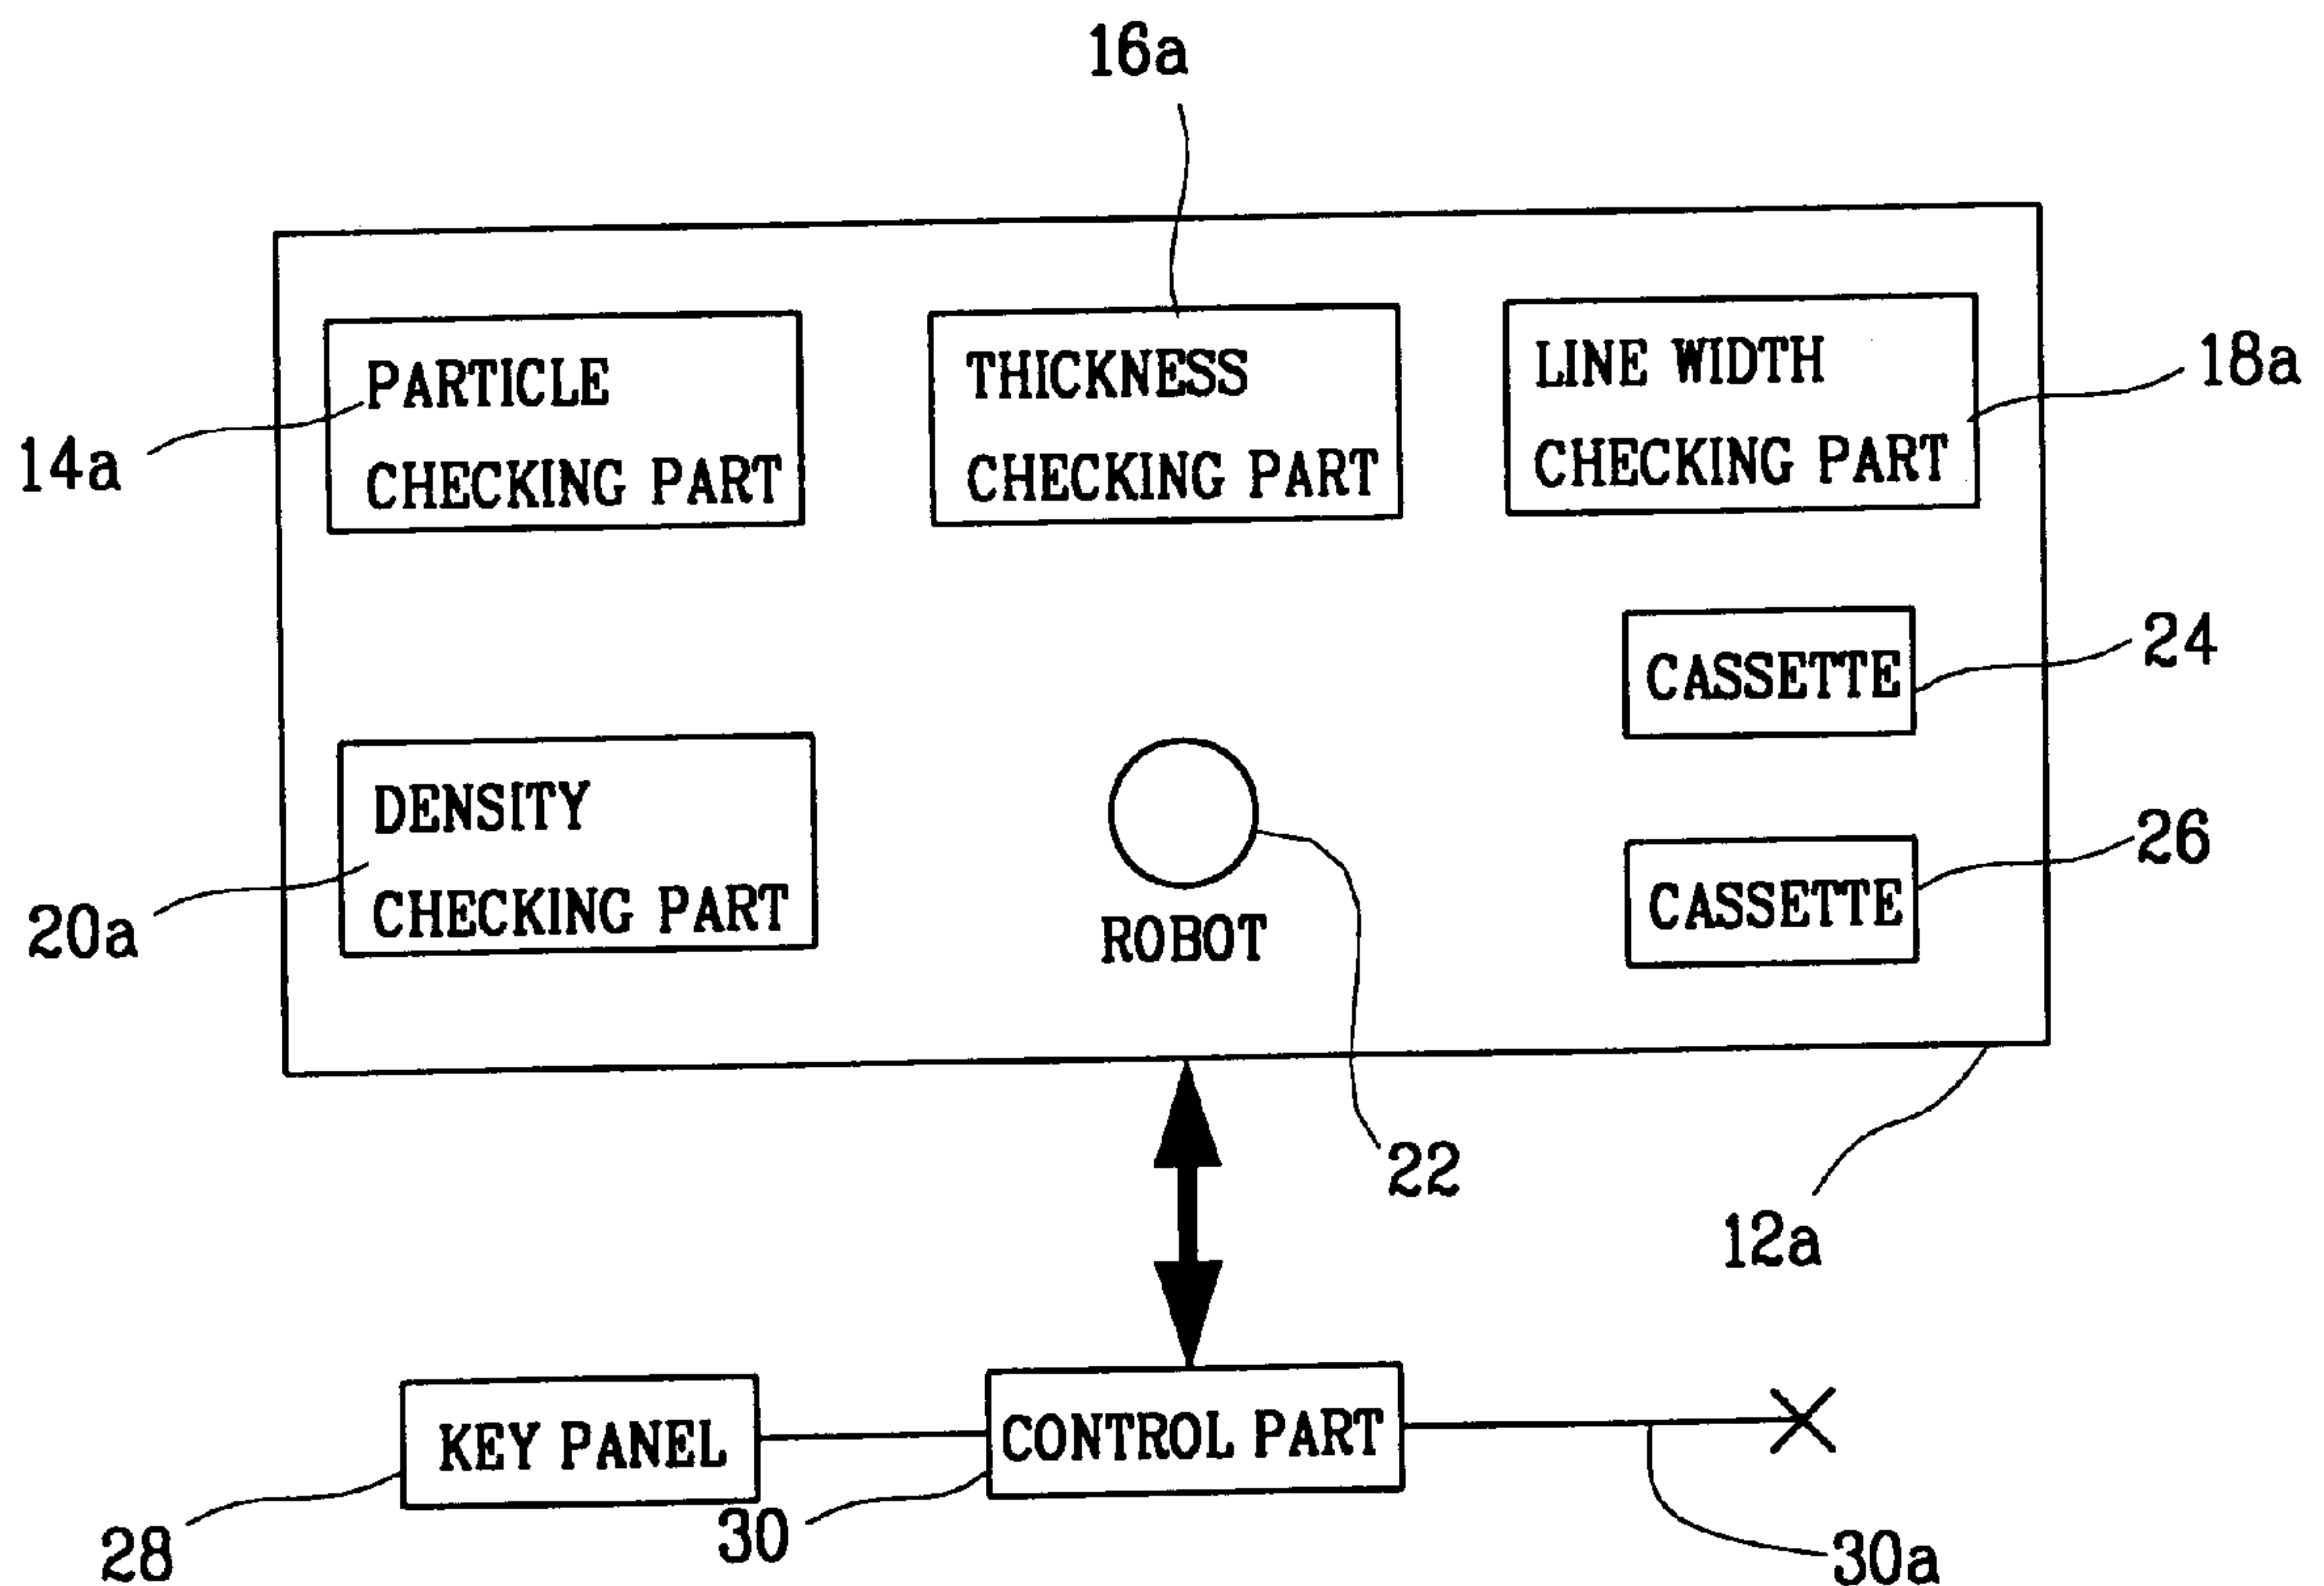 16a
PARTICLE
CHECKING PART
THICKNESS
CHECKING PART
LINE WIDTH
CHECKING PART
14a
18a
CASSETTE
24
DENSITY
CHECKING PART
20a
ROBOT
CASSETTE
26
22
12a
KEY PANEL
CONTROL PART
28
30
30a